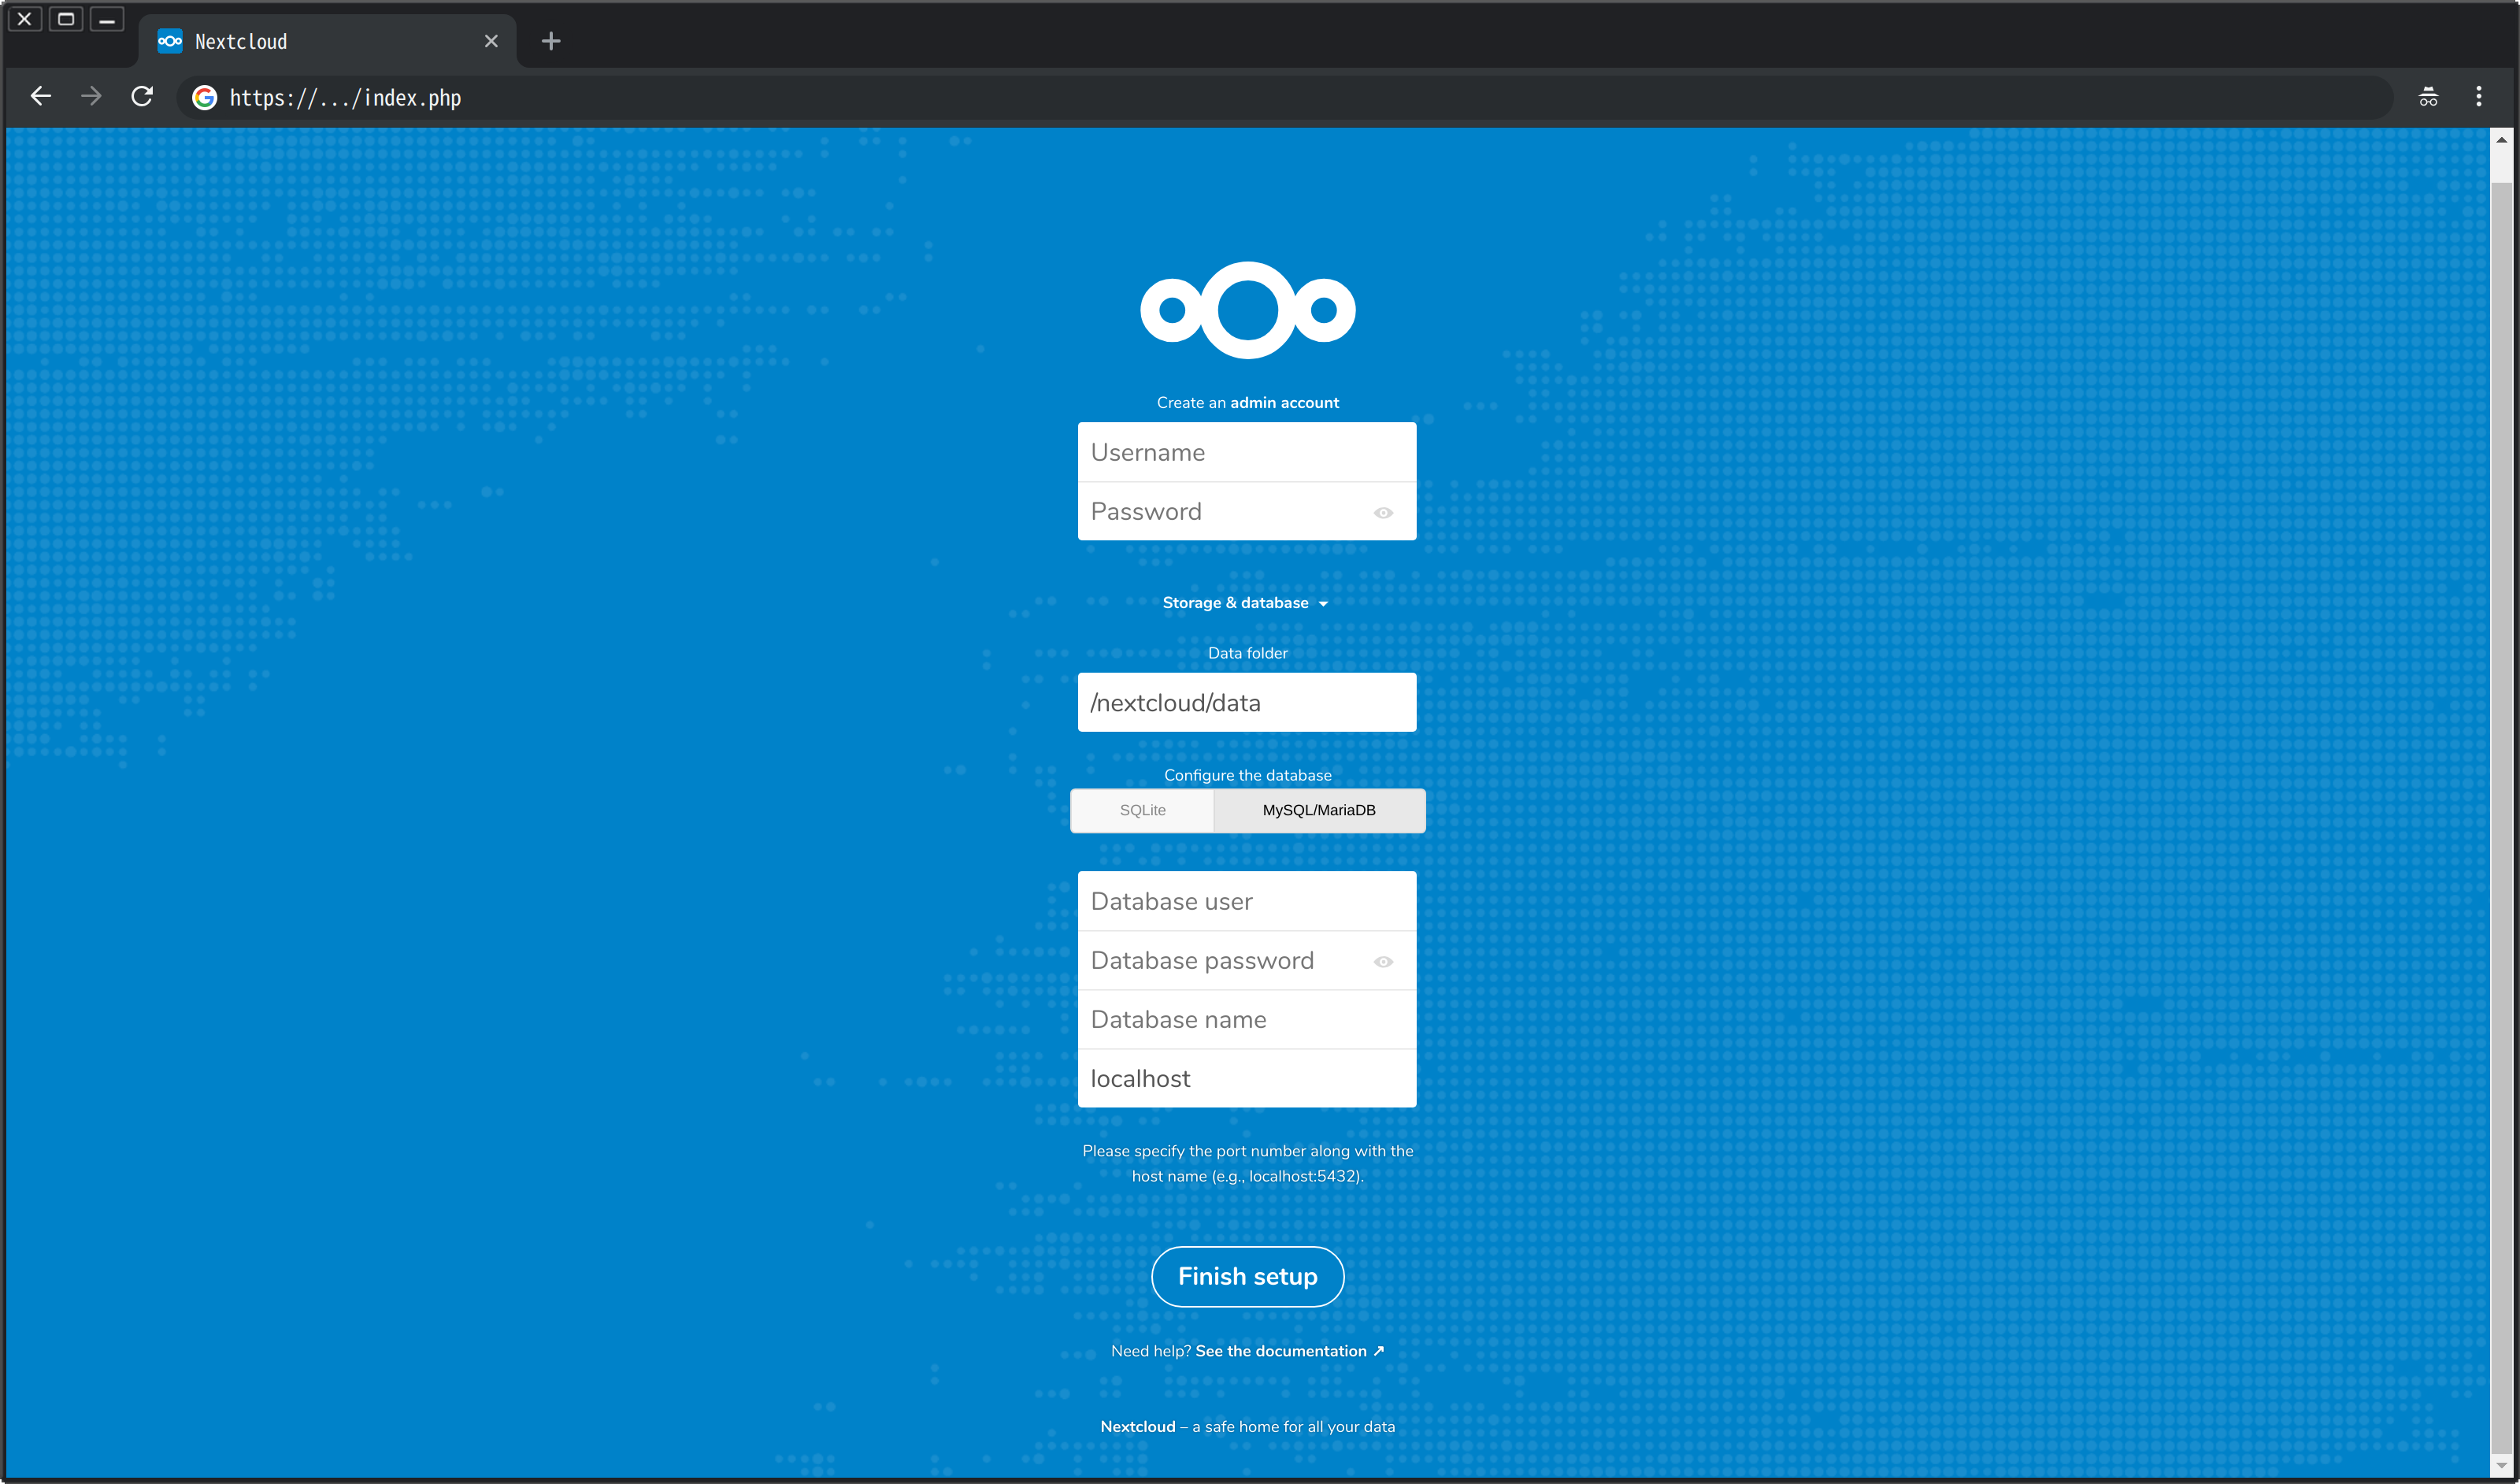 Nextcloud
https://.../index.php
Create an admin account
Username
Password
Storage & database
Data folder
/nextcloud/data
Configure the database
SQLite MySQL/MariaDB
Database user
Database password
Database name
localhost
Please specify the port number along with the
host name (e.g., localhost:5432).
Finish setup
Need help? See the documentation ↗
Nextcloud – a safe home for all your data